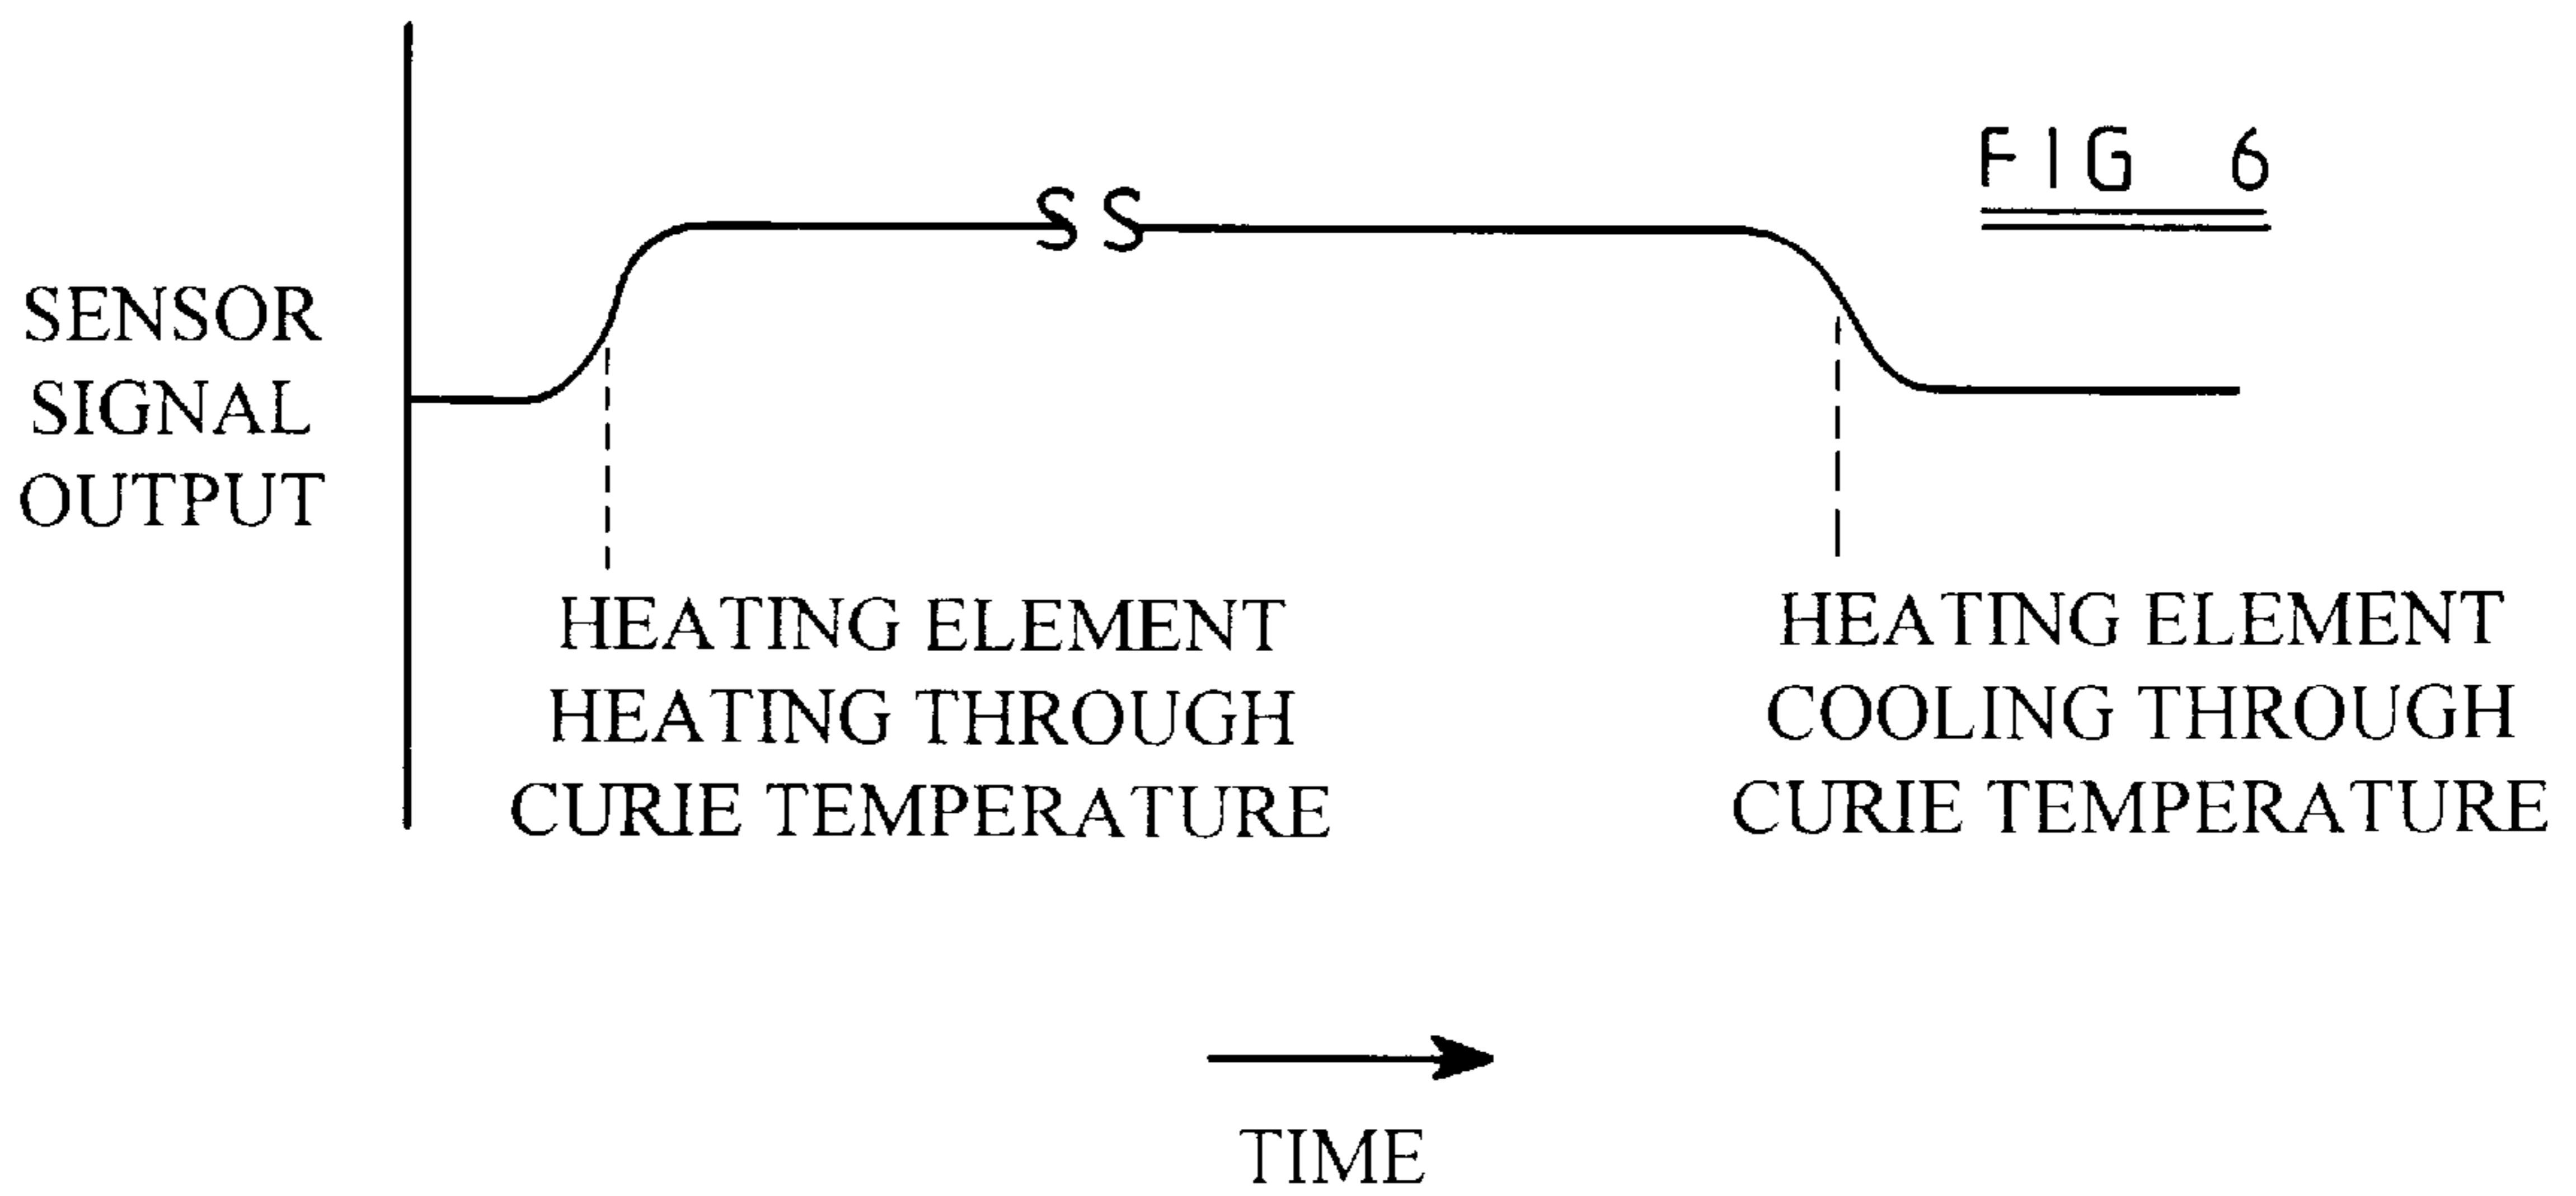 FIG 6
SENSOR
SIGNAL
OUTPUT
HEATING ELEMENT
HEATING THROUGH
CURIE TEMPERATURE
HEATING ELEMENT
COOLING THROUGH
CURIE TEMPERATURE
TIME